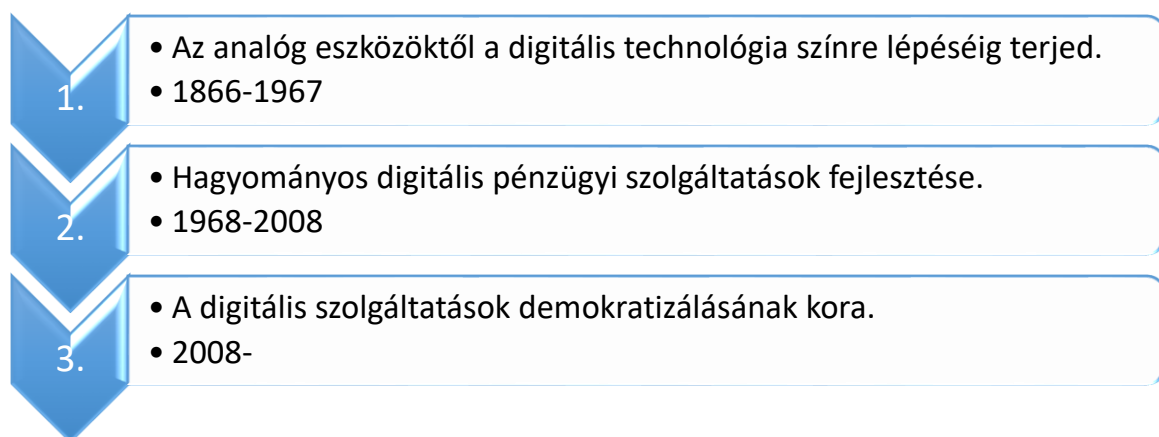 1.
• Az analóg eszközöktől a digitális technológia színre lépéséig terjed.
• 1866-1967
2.
• Hagyományos digitális pénzügyi szolgáltatások fejlesztése.
• 1968-2008
3.
• A digitális szolgáltatások demokratizálásának kora.
• 2008-